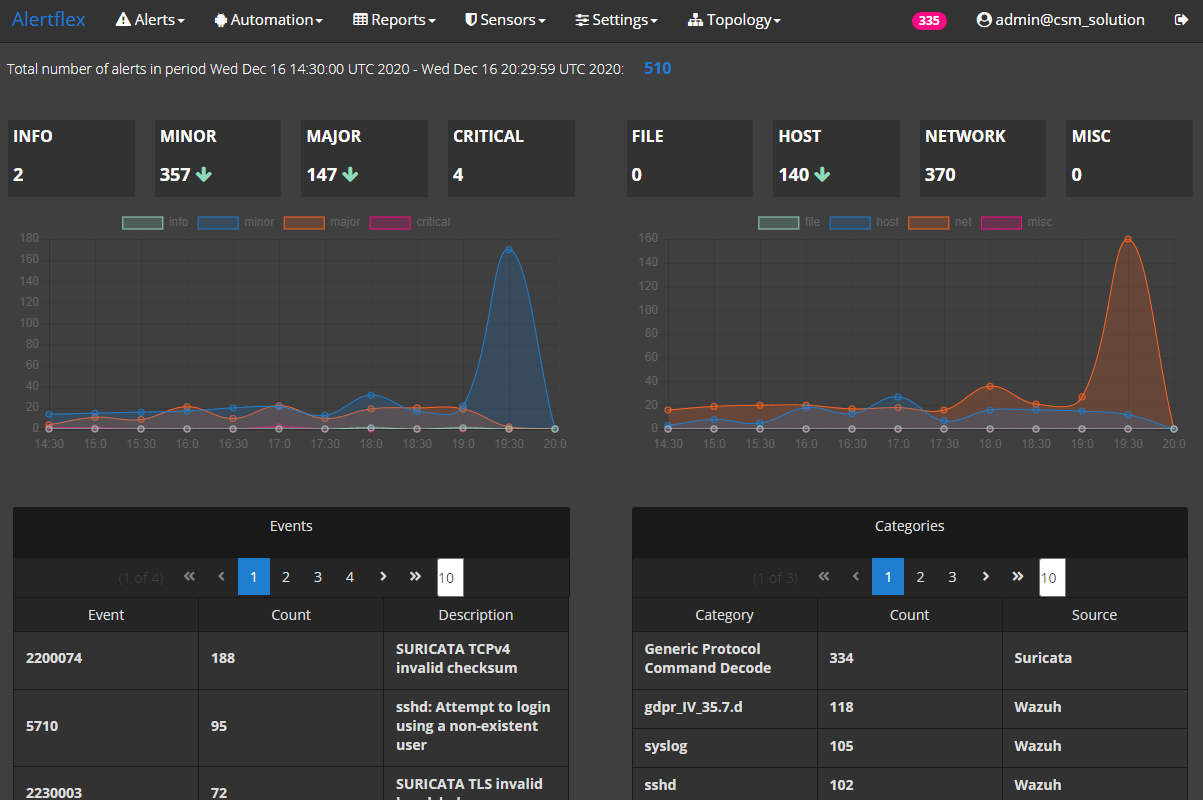 Alertflex Alerts Automation Reports Sensors Settings Topology 335 admin@csm_solution
Total number of alerts in period Wed Dec 16 14:30:00 UTC 2020 - Wed Dec 16 20:29:59 UTC 2020: 510
INFO MINOR MAJOR CRITICAL FILE HOST NETWORK MISC
2 357 147 4 0 140 370 0
info minor major critical
180
160
140
120
100
80
60
40
20
0
14:30 15:0 15:30 16:0 16:30 17:0 17:30 18:0 18:30 19:0 19:30 20:0
file host net misc
160
140
120
100
80
60
40
20
0
14:30 15:0 15:30 16:0 16:30 17:0 17:30 18:0 18:30 19:0 19:30 20:0
Events
(1 of 4) 1 2 3 4 10
Event Count Description
2200074 188 SURICATA TCPv4
invalid checksum
5710 95 sshd: Attempt to login
using a non-existent
user
2230003 72 SURICATA TLS invalid
Categories
(1 of 3) 1 2 3 10
Category Count Source
Generic Protocol
Command Decode 334 Suricata
gdpr_IV_35.7.d 118 Wazuh
syslog 105 Wazuh
sshd 102 Wazuh